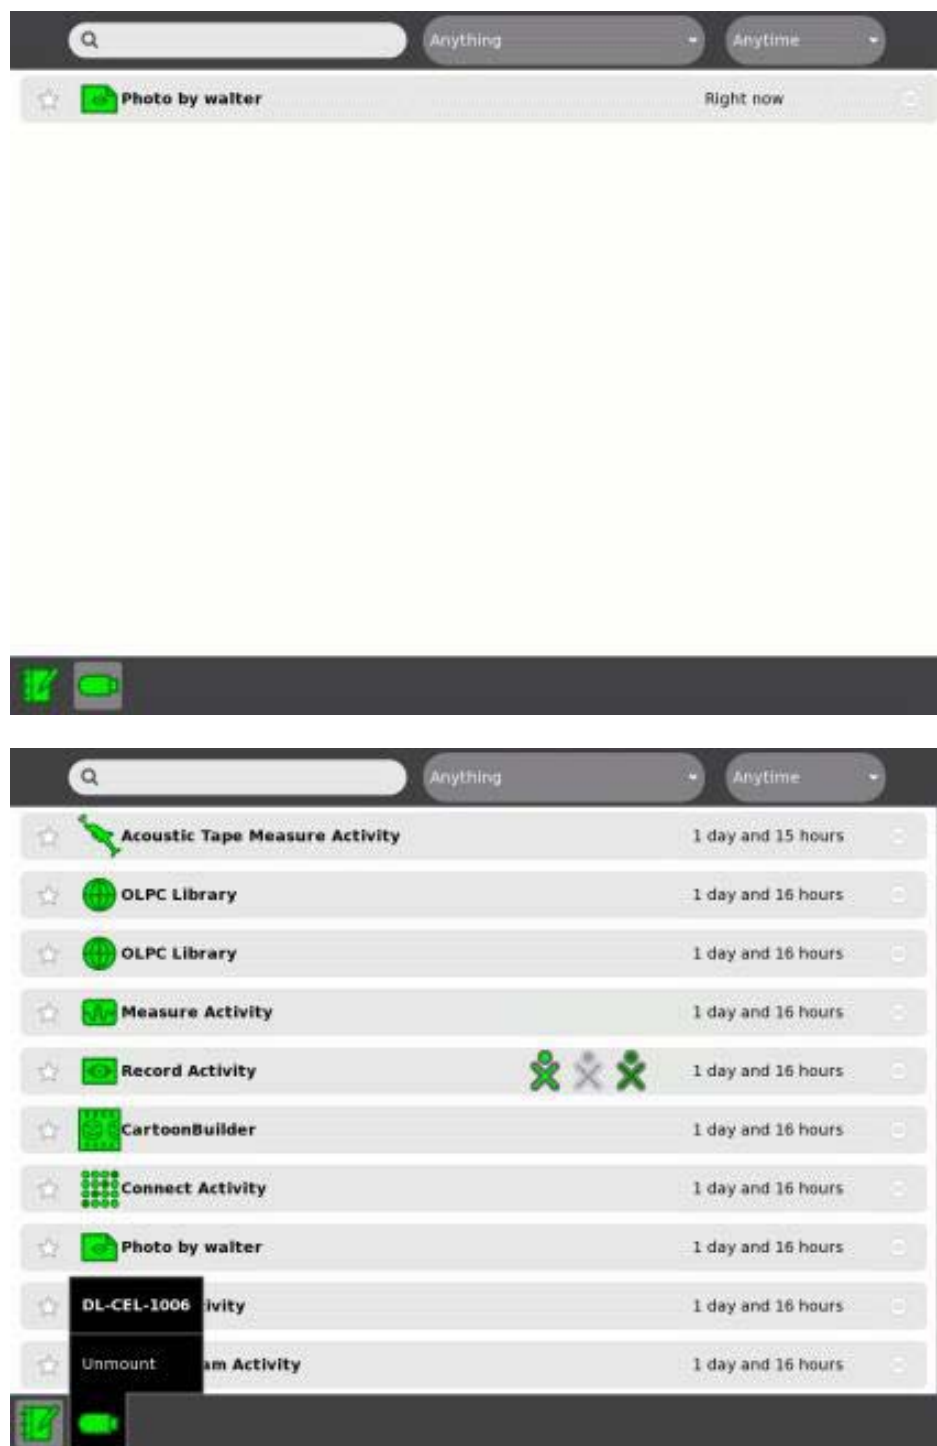 Anything Anytime
Photo by walter Right now
Anything Anytime
Acoustic Tape Measure Activity 1 day and 15 hours
OLPC Library 1 day and 16 hours
OLPC Library 1 day and 16 hours
Measure Activity 1 day and 16 hours
Record Activity 1 day and 16 hours
CartoonBuilder 1 day and 16 hours
Connect Activity 1 day and 16 hours
Photo by walter 1 day and 16 hours
DL-CEL-1006 ivity 1 day and 16 hours
Unmount am Activity 1 day and 16 hours